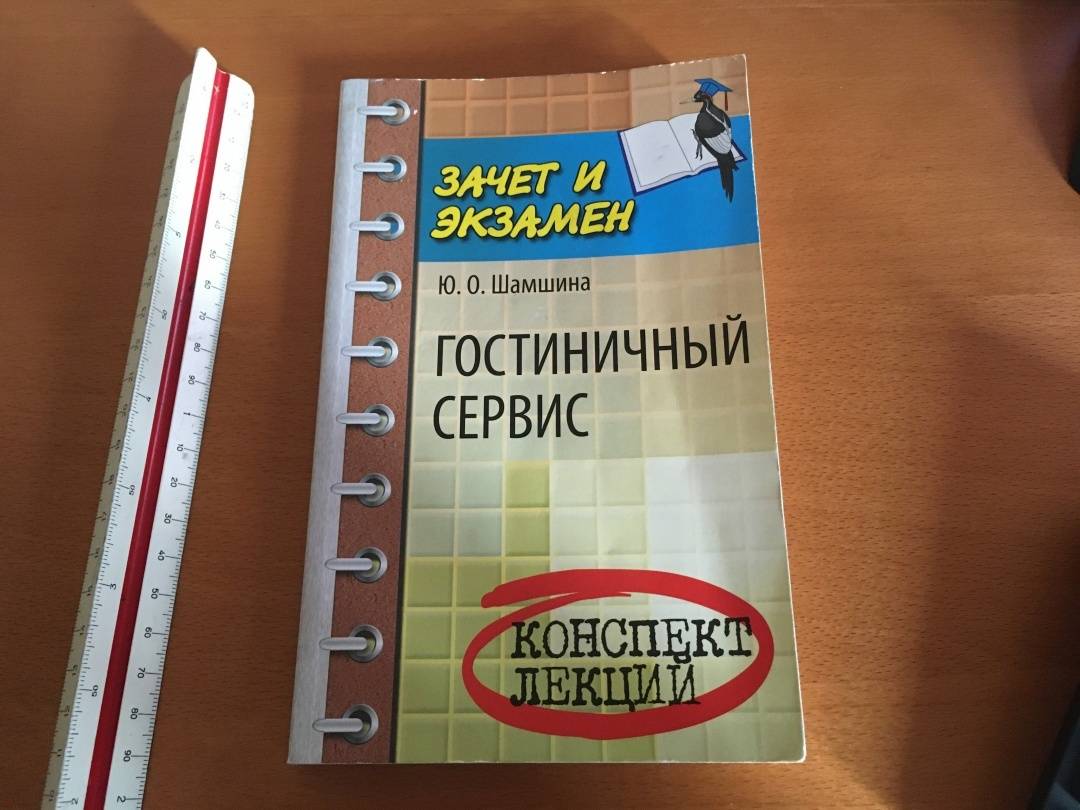 ЗАЧЕТ И
ЭКЗАМЕН
Ю. О. Шамшина
ГОСТИНИЧНЫЙ
СЕРВИС
КОНСПЕКТ
ЛЕКЦИЙ